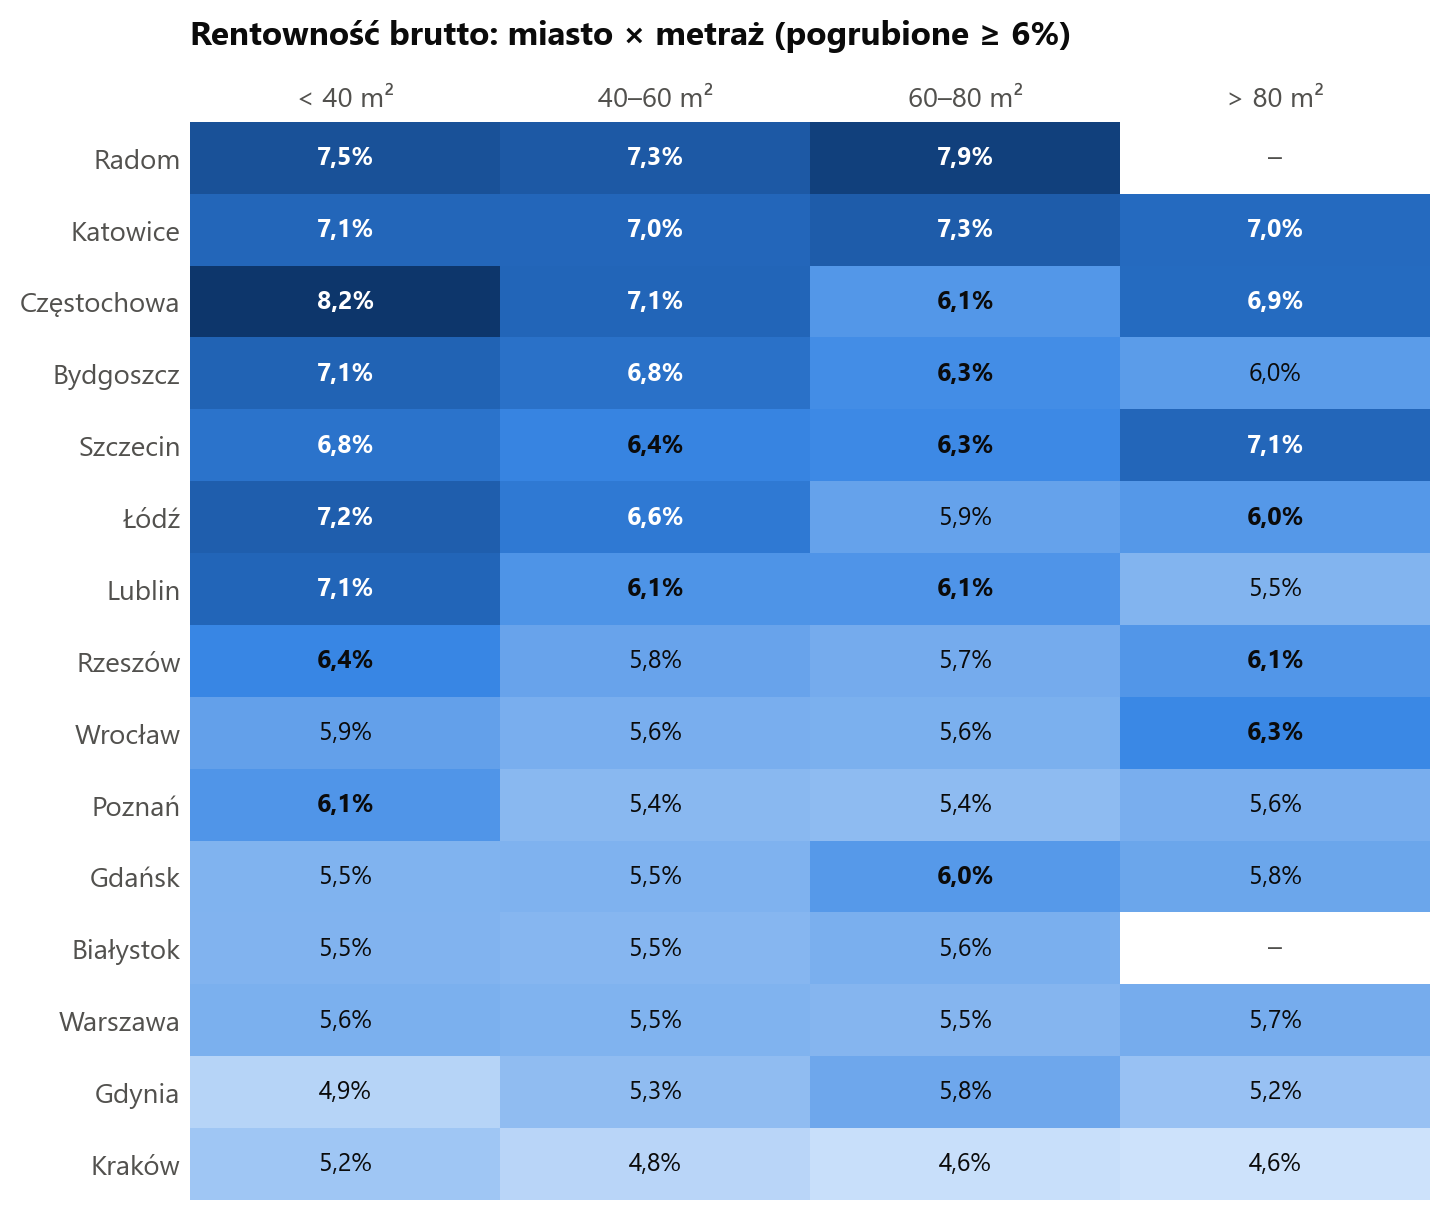 Rentowność brutto: miasto × metraż (pogrubione ≥ 6%)
< 40 m² 40–60 m² 60–80 m² > 80 m²
Radom 7,5% 7,3% 7,9% –
Katowice 7,1% 7,0% 7,3% 7,0%
Częstochowa 8,2% 7,1% 6,1% 6,9%
Bydgoszcz 7,1% 6,8% 6,3% 6,0%
Szczecin 6,8% 6,4% 6,3% 7,1%
Łódź 7,2% 6,6% 5,9% 6,0%
Lublin 7,1% 6,1% 6,1% 5,5%
Rzeszów 6,4% 5,8% 5,7% 6,1%
Wrocław 5,9% 5,6% 5,6% 6,3%
Poznań 6,1% 5,4% 5,4% 5,6%
Gdańsk 5,5% 5,5% 6,0% 5,8%
Białystok 5,5% 5,5% 5,6% –
Warszawa 5,6% 5,5% 5,5% 5,7%
Gdynia 4,9% 5,3% 5,8% 5,2%
Kraków 5,2% 4,8% 4,6% 4,6%